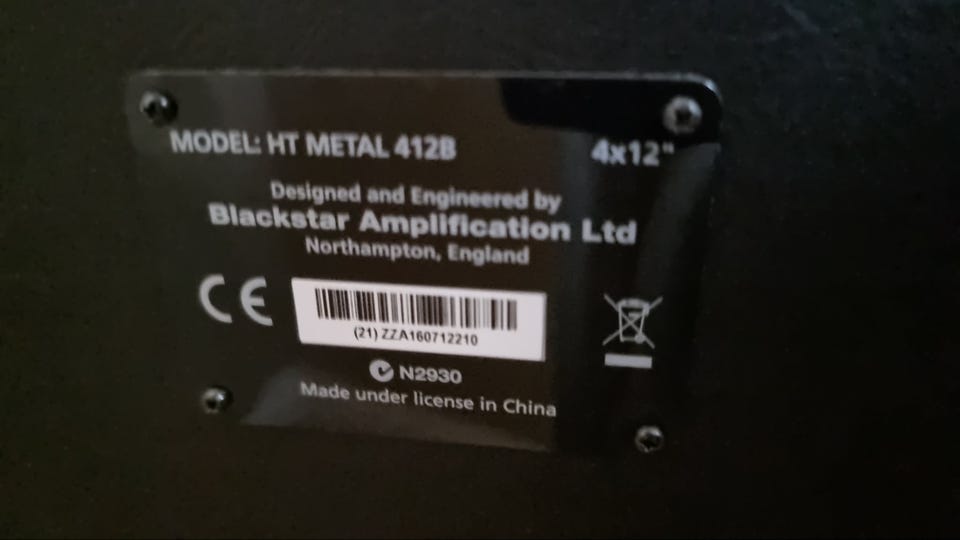 MODEL: HT METAL 412B 4x12"
Designed and Engineered by
Blackstar Amplification Ltd
Northampton, England
CE
(21) ZZA160712210
N2930
Made under license in China